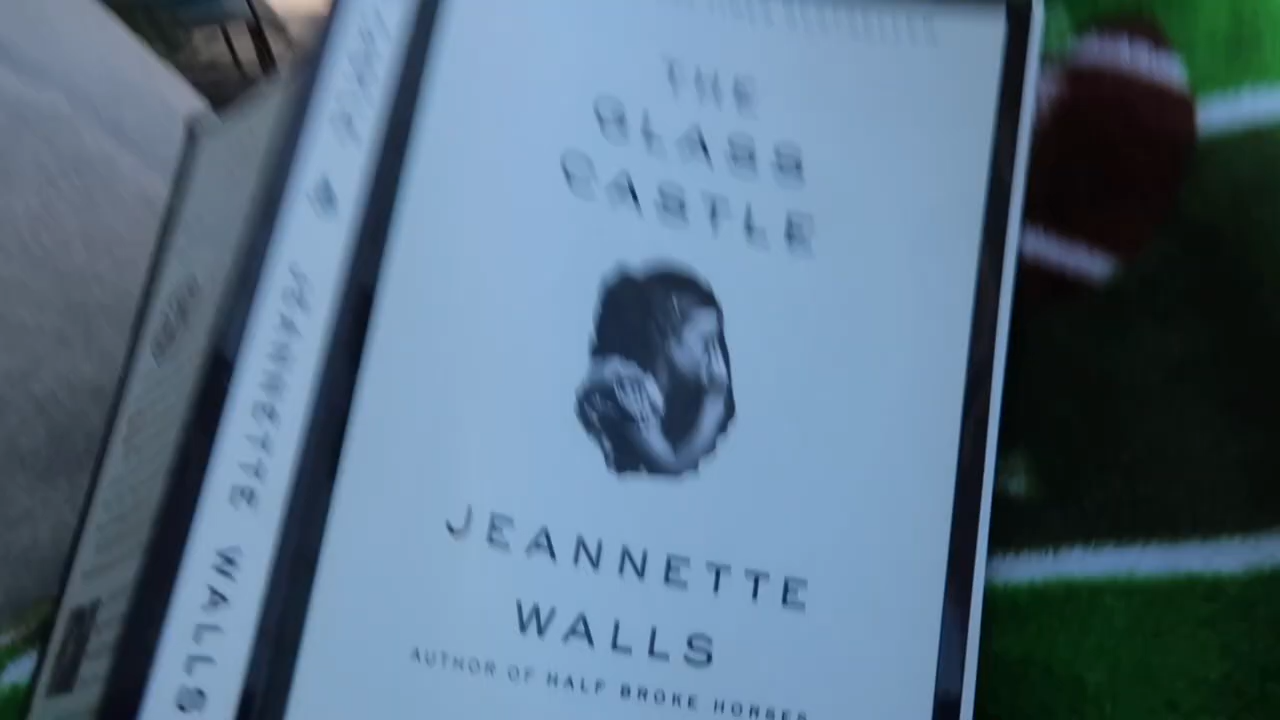 THE
GLASS
CASTLE
JEANNETTE
WALLS
AUTHOR OF HALF BROKE HORSES
JEANNETTE WALLS